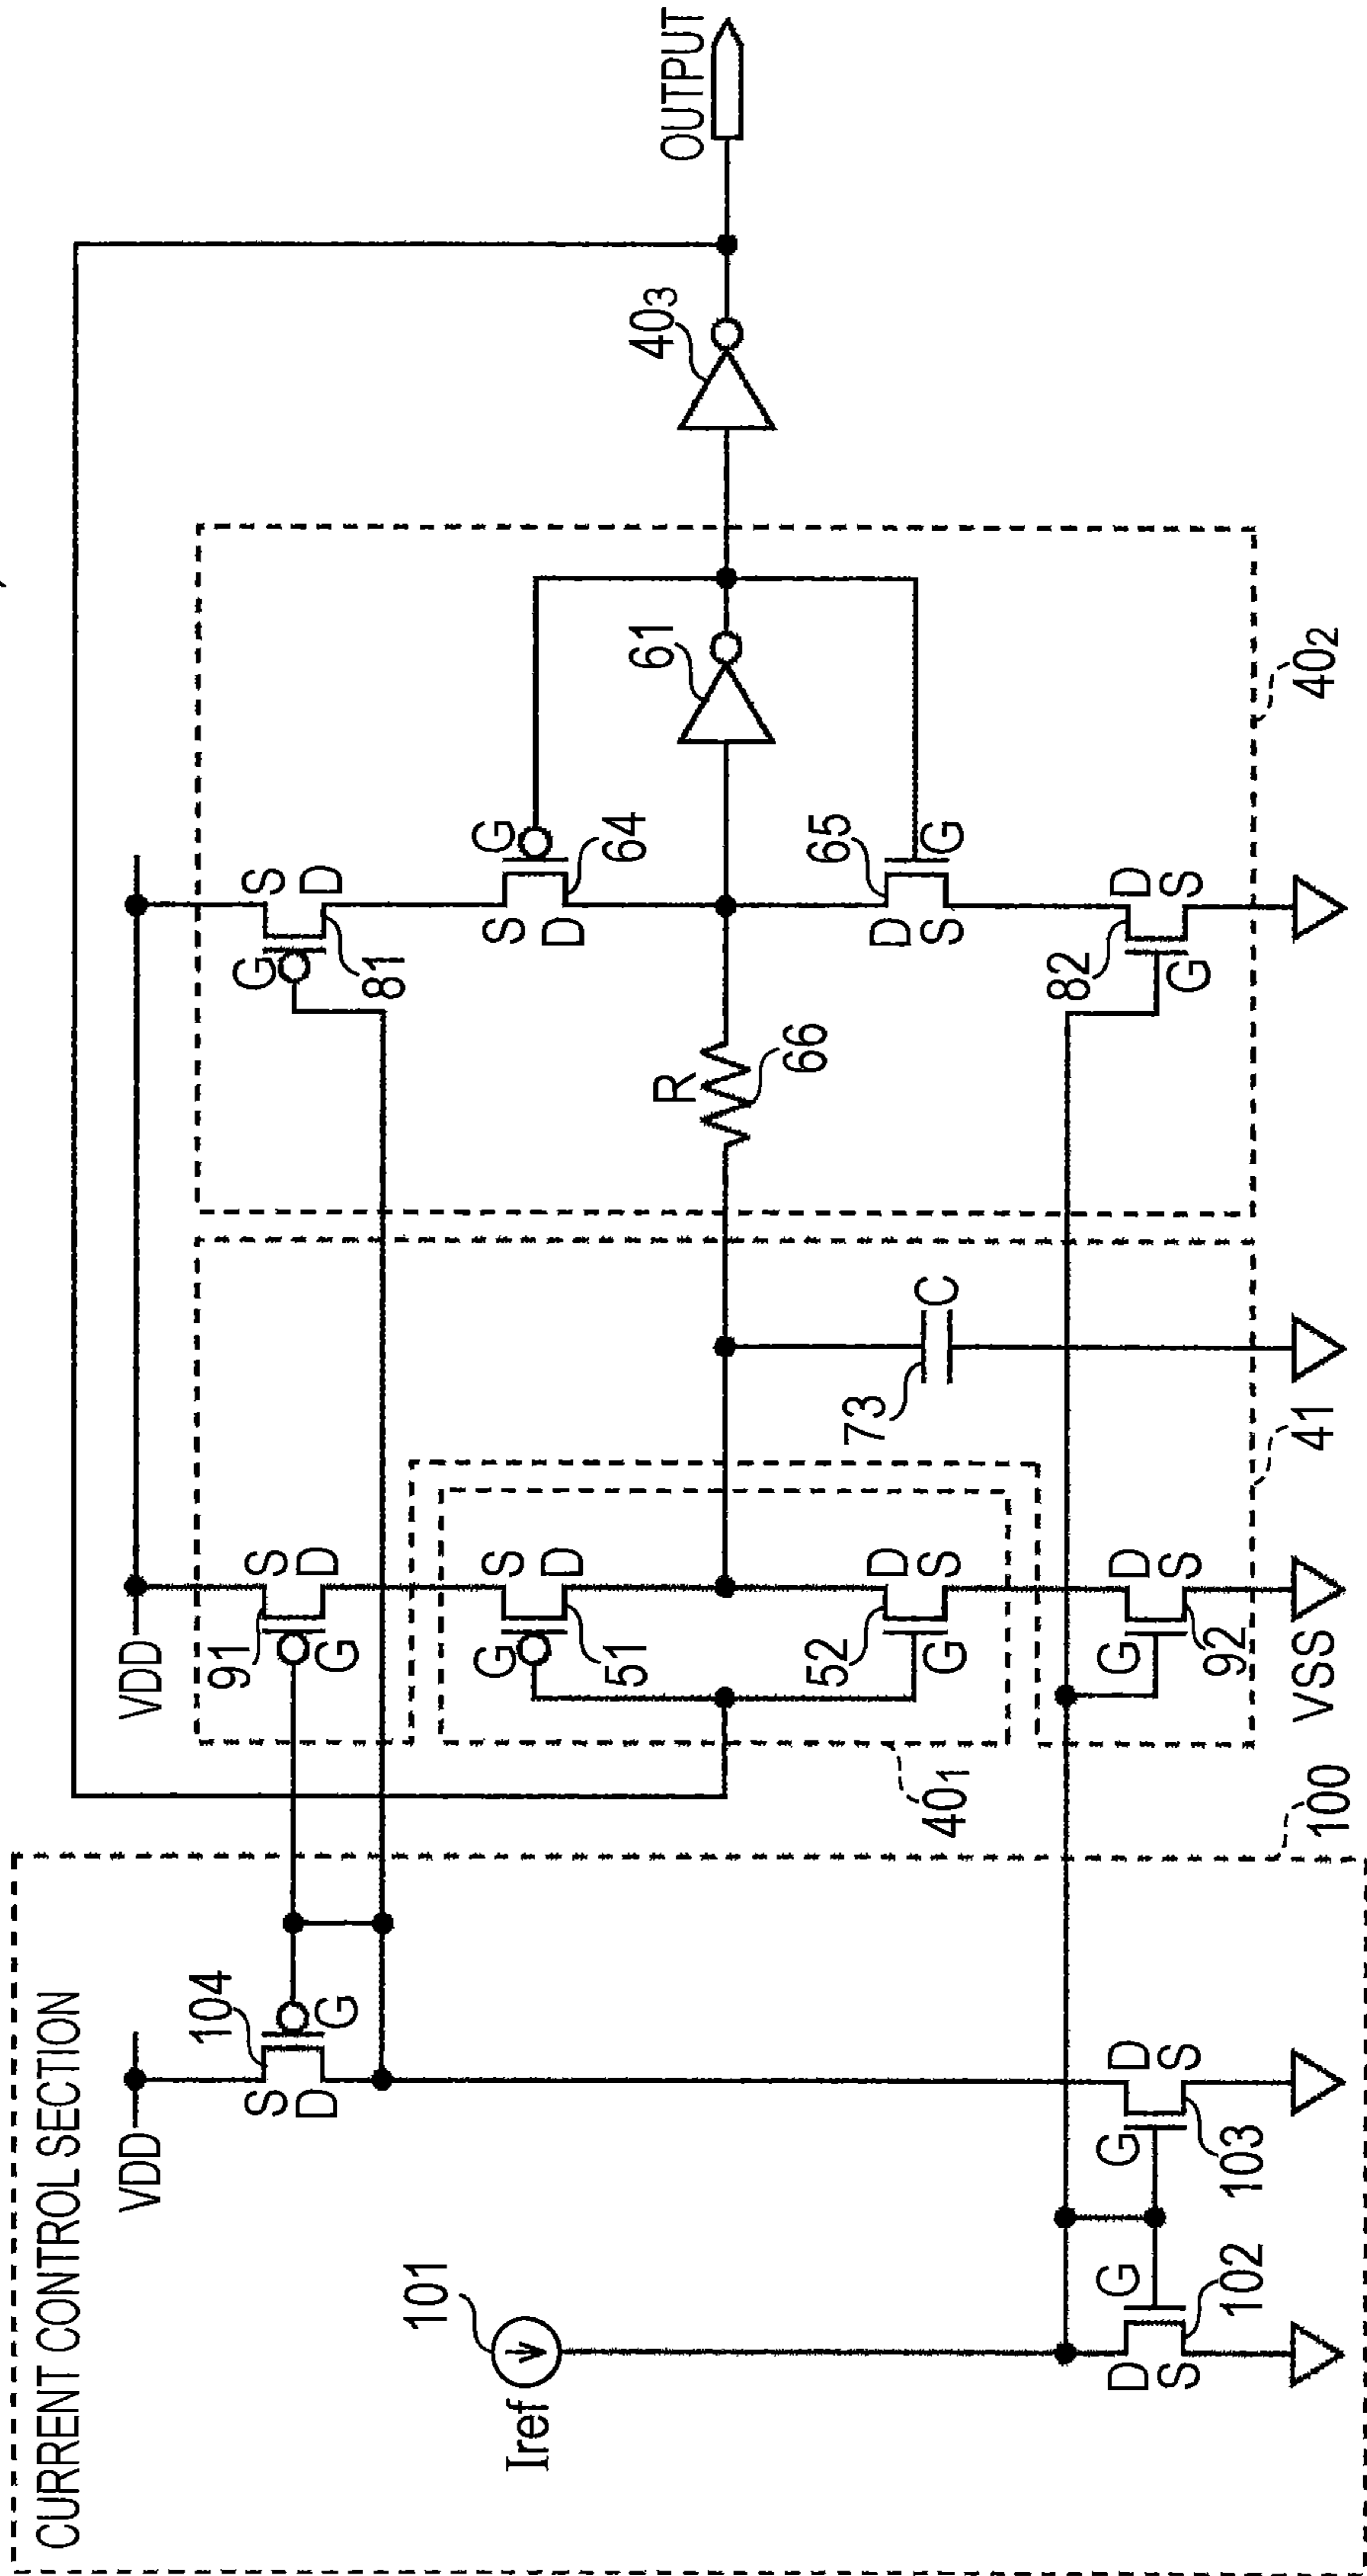 CURRENT CONTROL SECTION
VDD
104
S
D
G
101
Iref
G
G
D
S
102
103
D
S
100
VDD
91
S
D
G
G
S
D
51
40₁
52
D
S
G
G
D
S
92
VSS
41
73
C
R
66
G
S
D
81
G
S
D
64
61
65
D
S
G
82
D
S
G
40₂
40₃
OUTPUT